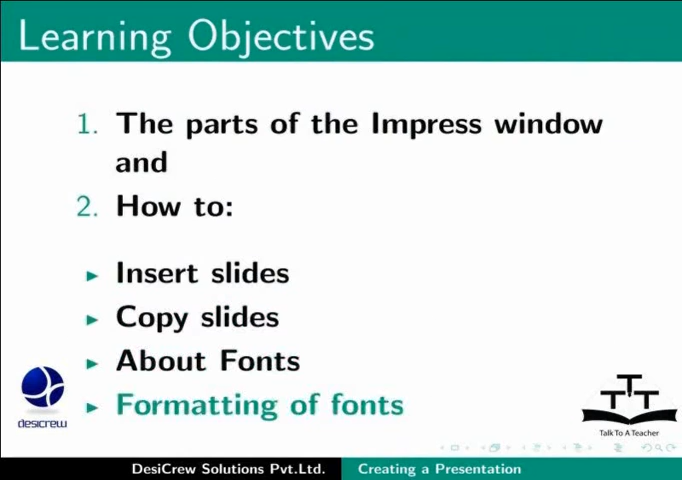 Learning Objectives
1. The parts of the Impress window
and
2. How to:
Insert slides
Copy slides
About Fonts
Formatting of fonts
desicrew
TTT
Talk To A Teacher
DesiCrew Solutions Pvt.Ltd. Creating a Presentation